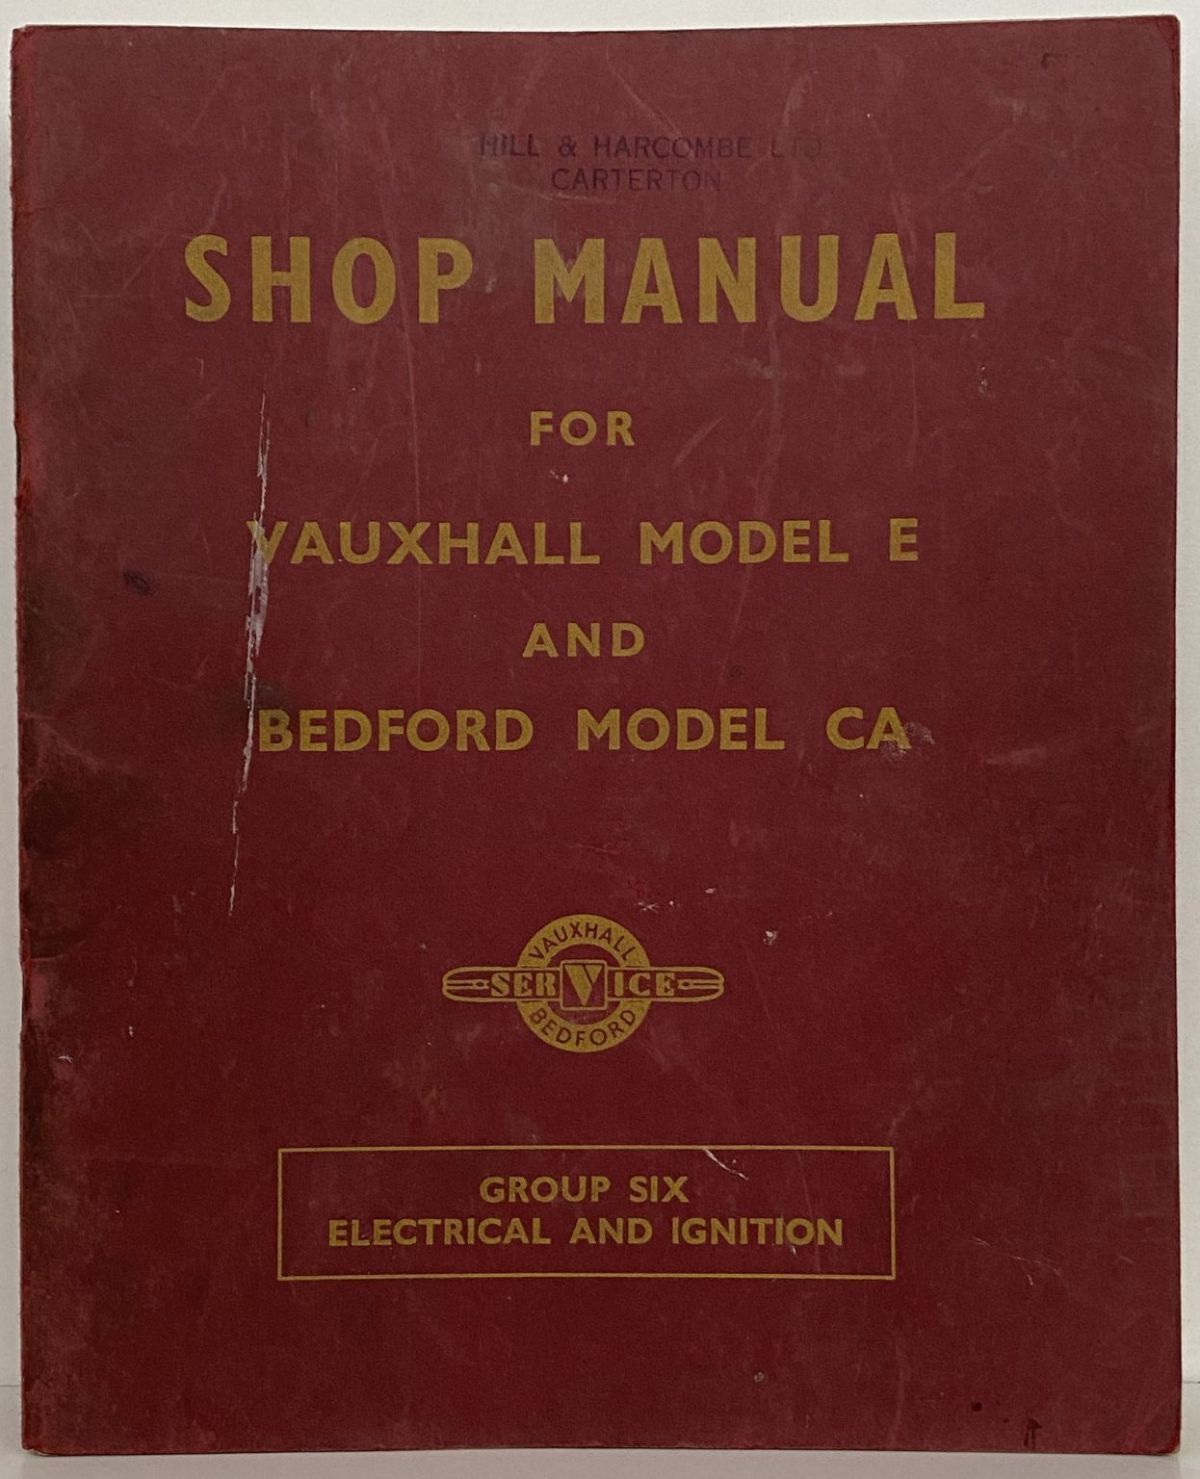 HILL & HARCOMBE LTD.
CARTERTON
SHOP MANUAL
FOR
VAUXHALL MODEL E
AND
BEDFORD MODEL CA
VAUXHALL
SERVICE
BEDFORD
GROUP SIX
ELECTRICAL AND IGNITION